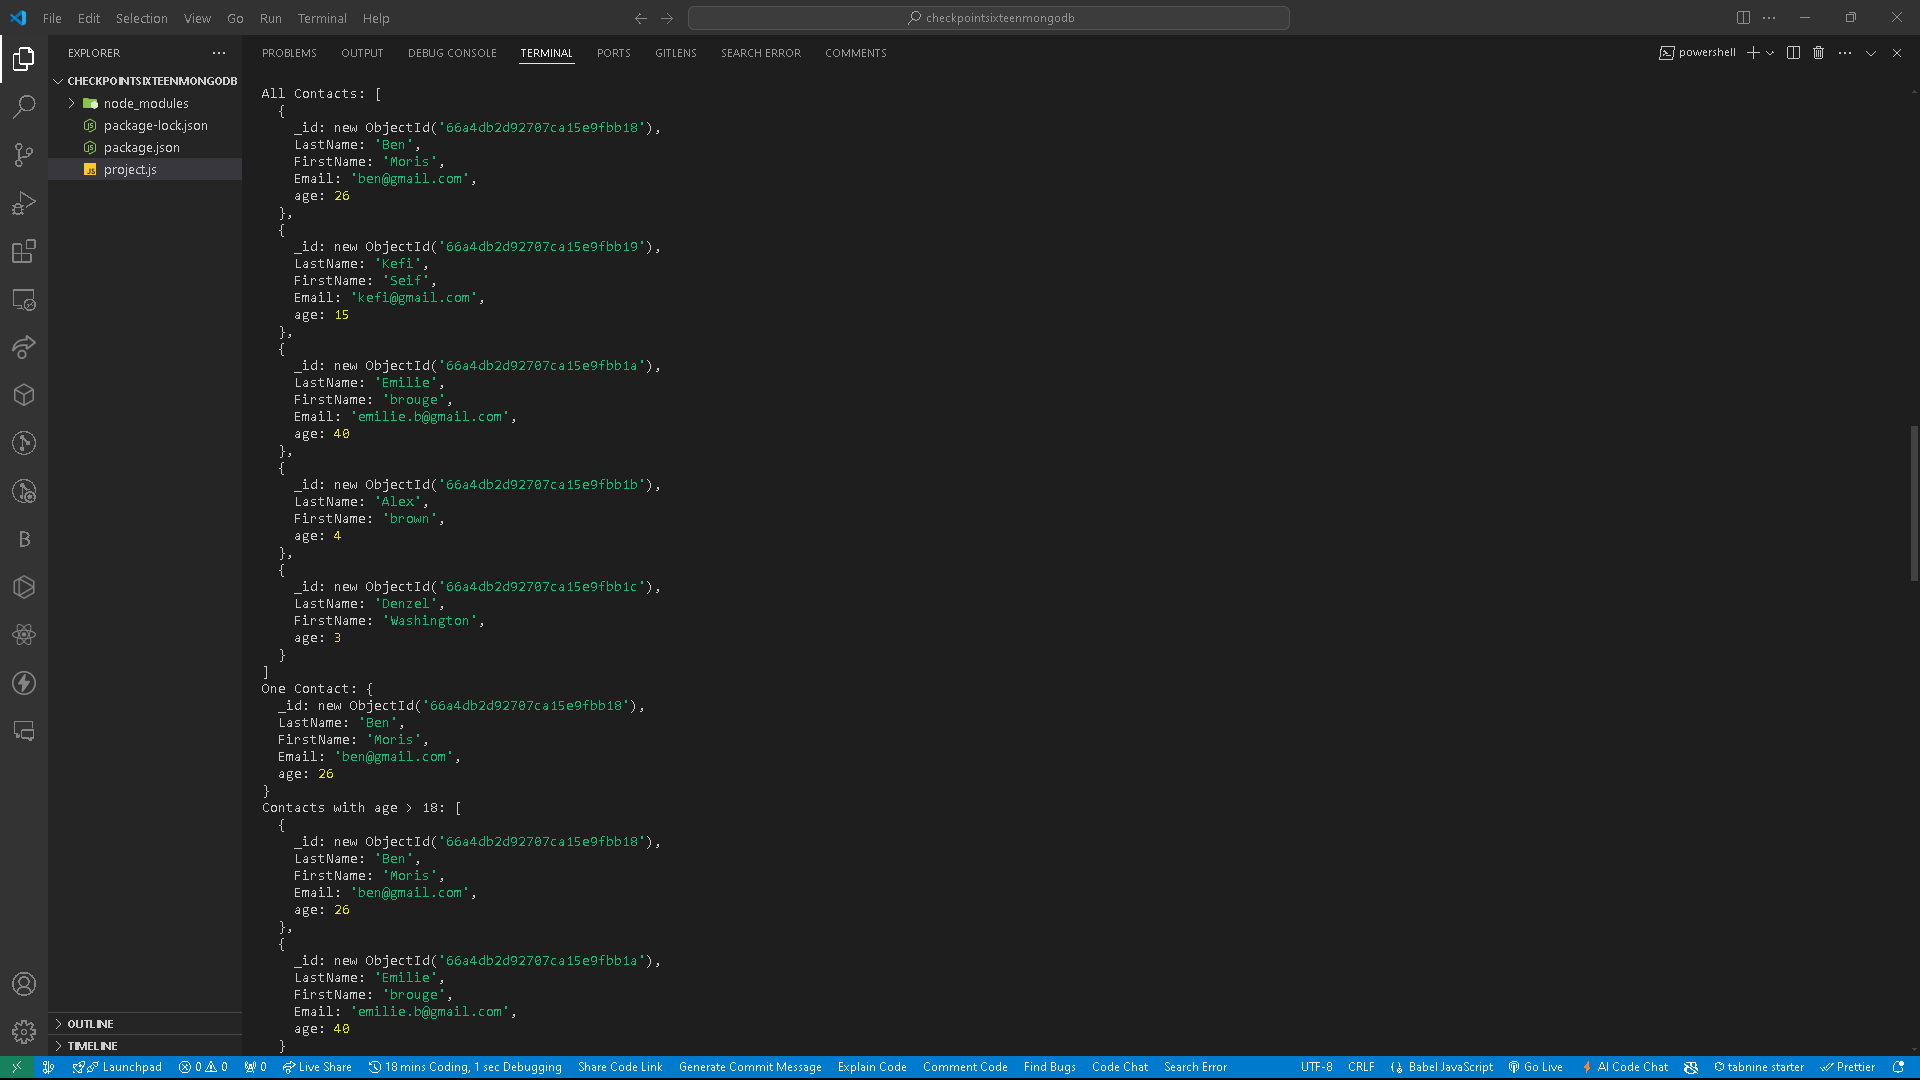 File Edit Selection View Go Run Terminal Help
checkpointsixteenmongodb
EXPLORER
CHECKPOINTSIXTEENMONGODB
node_modules
package-lock.json
package.json
JS project.js
OUTLINE
TIMELINE
PROBLEMS OUTPUT DEBUG CONSOLE TERMINAL PORTS GITLENS SEARCH ERROR COMMENTS
powershell
All Contacts: [
{
_id: new ObjectId('66a4db2d92707ca15e9fbb18'),
LastName: 'Ben',
FirstName: 'Moris',
Email: 'ben@gmail.com',
age: 26
},
{
_id: new ObjectId('66a4db2d92707ca15e9fbb19'),
LastName: 'Kefi',
FirstName: 'Seif',
Email: 'kefi@gmail.com',
age: 15
},
{
_id: new ObjectId('66a4db2d92707ca15e9fbb1a'),
LastName: 'Emilie',
FirstName: 'brouge',
Email: 'emilie.b@gmail.com',
age: 40
},
{
_id: new ObjectId('66a4db2d92707ca15e9fbb1b'),
LastName: 'Alex',
FirstName: 'brown',
age: 4
},
{
_id: new ObjectId('66a4db2d92707ca15e9fbb1c'),
LastName: 'Denzel',
FirstName: 'Washington',
age: 3
}
]
One Contact: {
_id: new ObjectId('66a4db2d92707ca15e9fbb18'),
LastName: 'Ben',
FirstName: 'Moris',
Email: 'ben@gmail.com',
age: 26
}
Contacts with age > 18: [
{
_id: new ObjectId('66a4db2d92707ca15e9fbb18'),
LastName: 'Ben',
FirstName: 'Moris',
Email: 'ben@gmail.com',
age: 26
},
{
_id: new ObjectId('66a4db2d92707ca15e9fbb1a'),
LastName: 'Emilie',
FirstName: 'brouge',
Email: 'emilie.b@gmail.com',
age: 40
}
Launchpad 0 0 0 Live Share 18 mins Coding, 1 sec Debugging Share Code Link Generate Commit Message Explain Code Comment Code Find Bugs Code Chat Search Error UTF-8 CRLF Babel JavaScript Go Live AI Code Chat tabnine starter Prettier